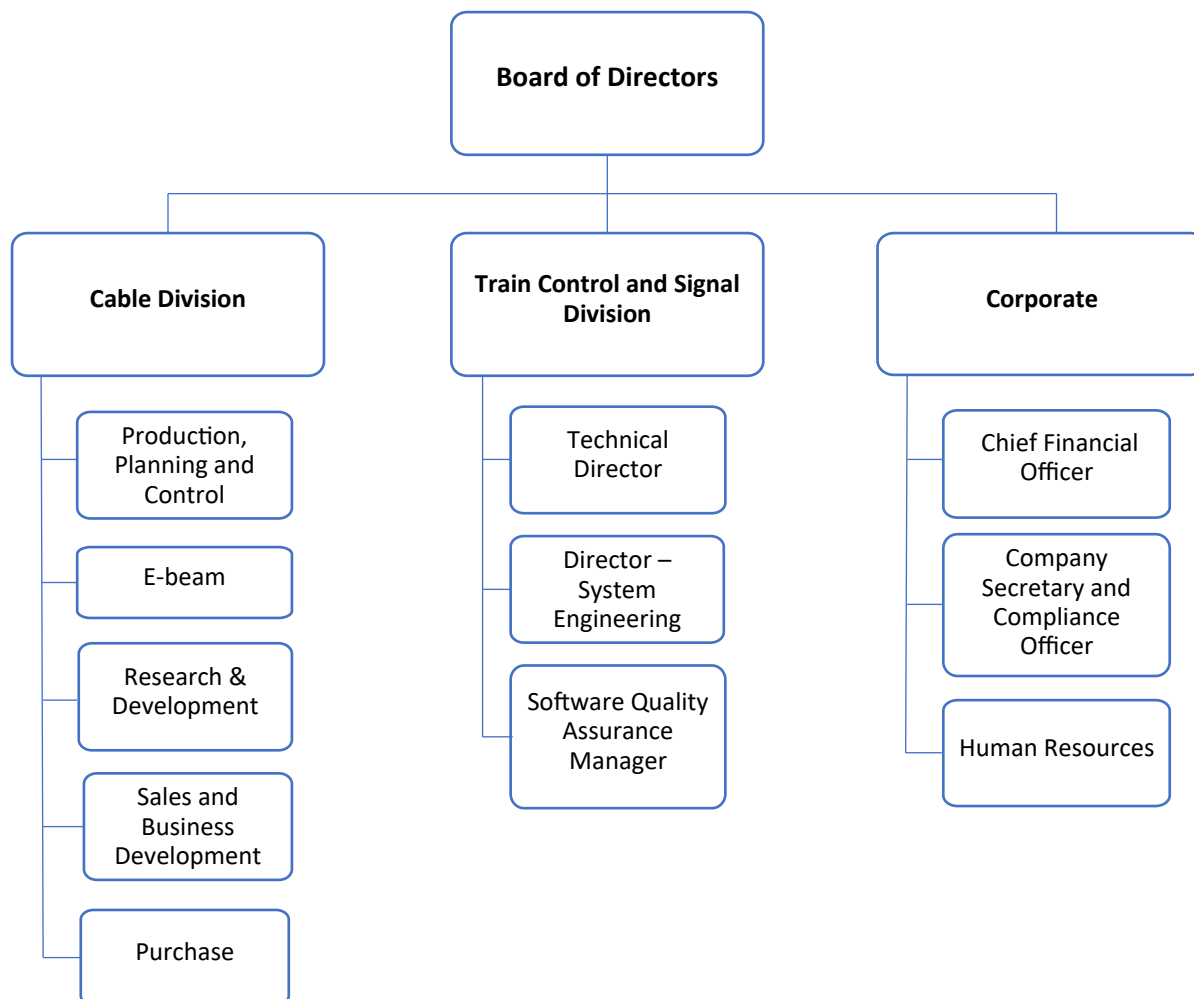 Board of Directors
Cable Division
Production,
Planning and
Control
E-beam
Research &
Development
Sales and
Business
Development
Purchase
Train Control and Signal
Division
Technical
Director
Director –
System
Engineering
Software Quality
Assurance
Manager
Corporate
Chief Financial
Officer
Company
Secretary and
Compliance
Officer
Human Resources